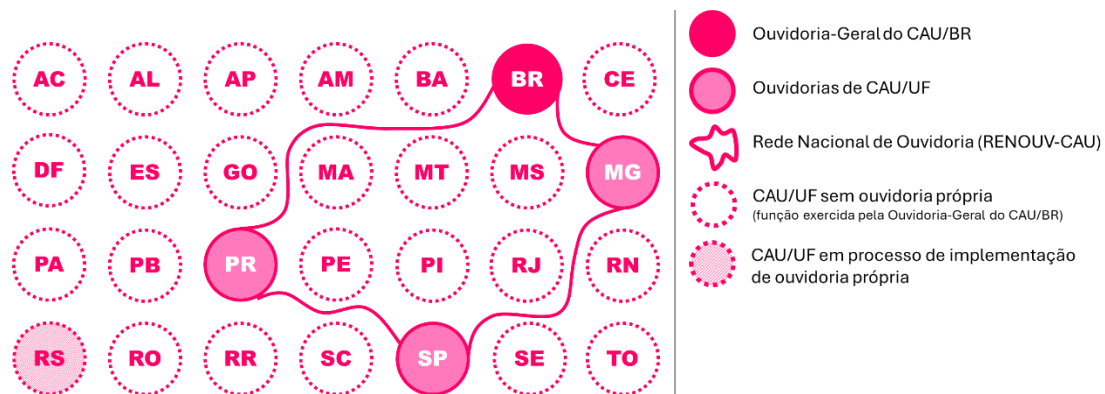 AC AL AP AM BA BR CE
DF ES GO MA MT MS MG
PA PB PR PE PI RJ RN
RS RO RR SC SP SE TO
Ouvidoria-Geral do CAU/BR
Ouvidorias de CAU/UF
Rede Nacional de Ouvidoria (RENOUV-CAU)
CAU/UF sem ouvidoria própria
(função exercida pela Ouvidoria-Geral do CAU/BR)
CAU/UF em processo de implementação
de ouvidoria própria